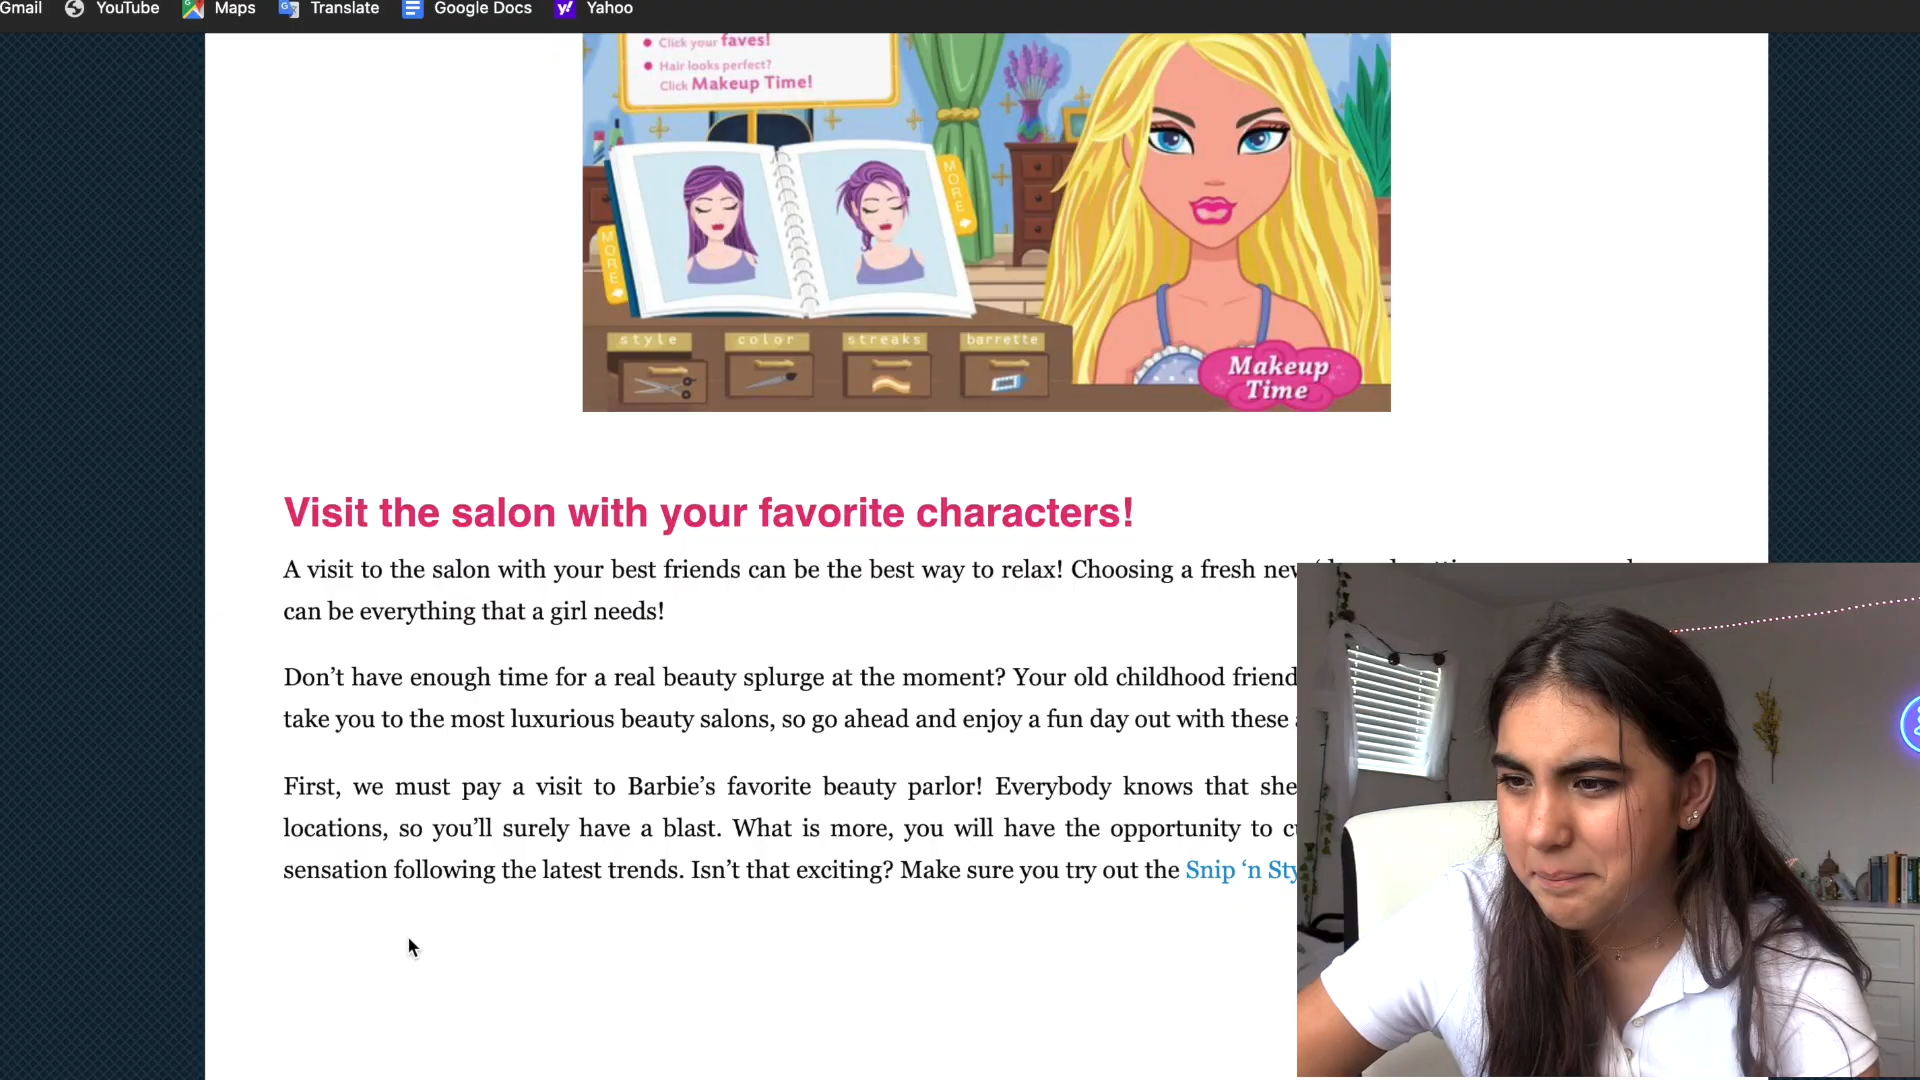 Gmail YouTube Maps Translate Google Docs Yahoo
Click your faves!
Hair looks perfect?
Click Makeup Time!
MORE
MORE
style color streaks barrette
Makeup
Time
Visit the salon with your favorite characters!
A visit to the salon with your best friends can be the best way to relax! Choosing a fresh new
can be everything that a girl needs!
Don’t have enough time for a real beauty splurge at the moment? Your old childhood friend
take you to the most luxurious beauty salons, so go ahead and enjoy a fun day out with these
First, we must pay a visit to Barbie’s favorite beauty parlor! Everybody knows that she
locations, so you’ll surely have a blast. What is more, you will have the opportunity to
sensation following the latest trends. Isn’t that exciting? Make sure you try out the Snip ‘n